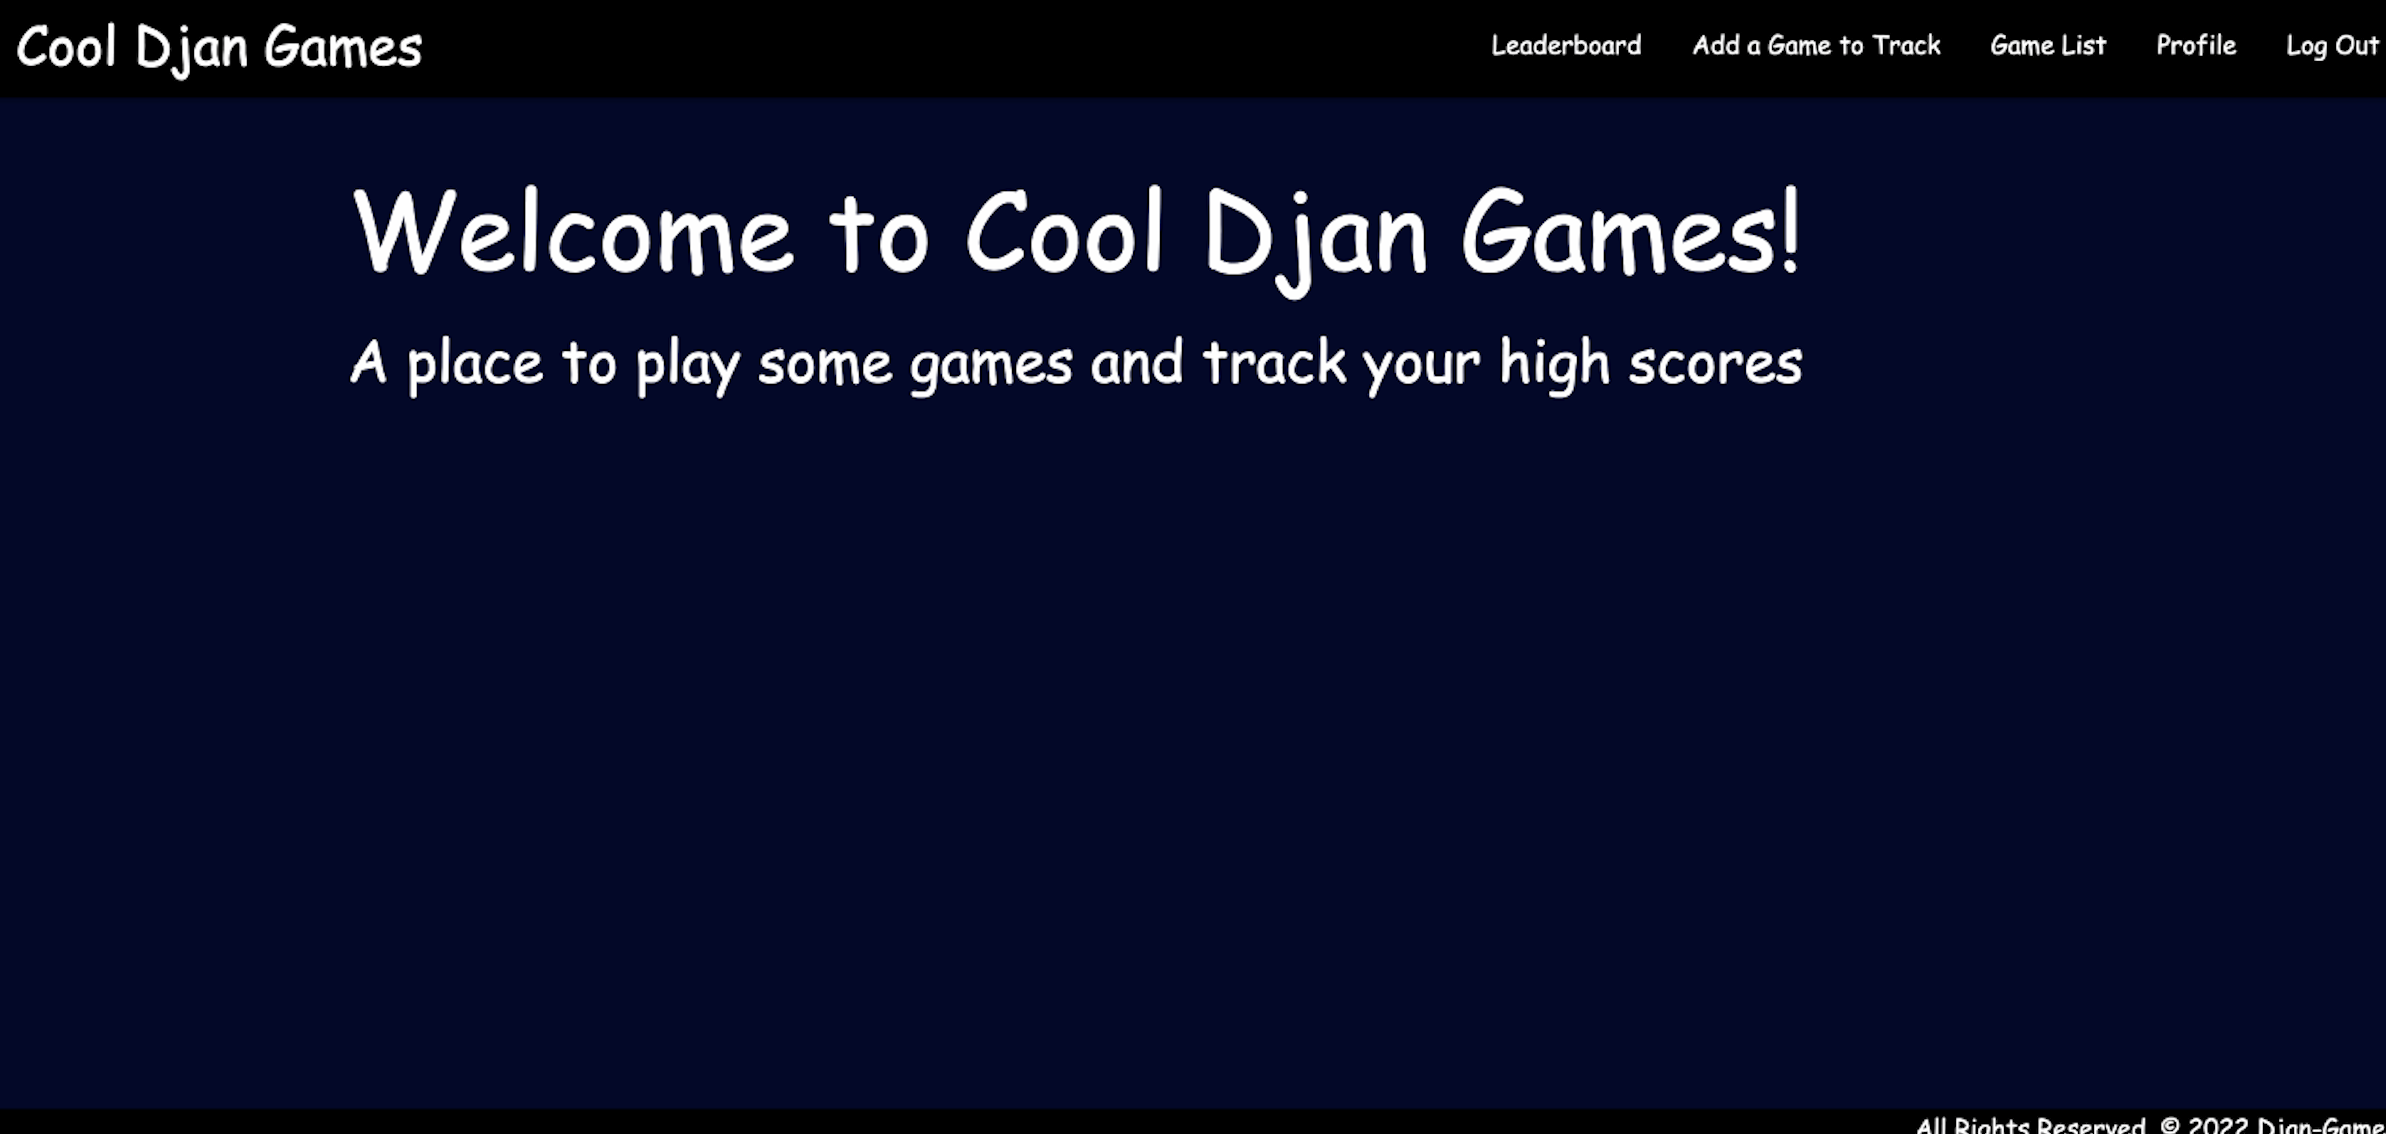 Cool Djan Games
Leaderboard Add a Game to Track Game List Profile Log Out
Welcome to Cool Djan Games!
A place to play some games and track your high scores
All Rights Reserved. © 2022 Djan-Game